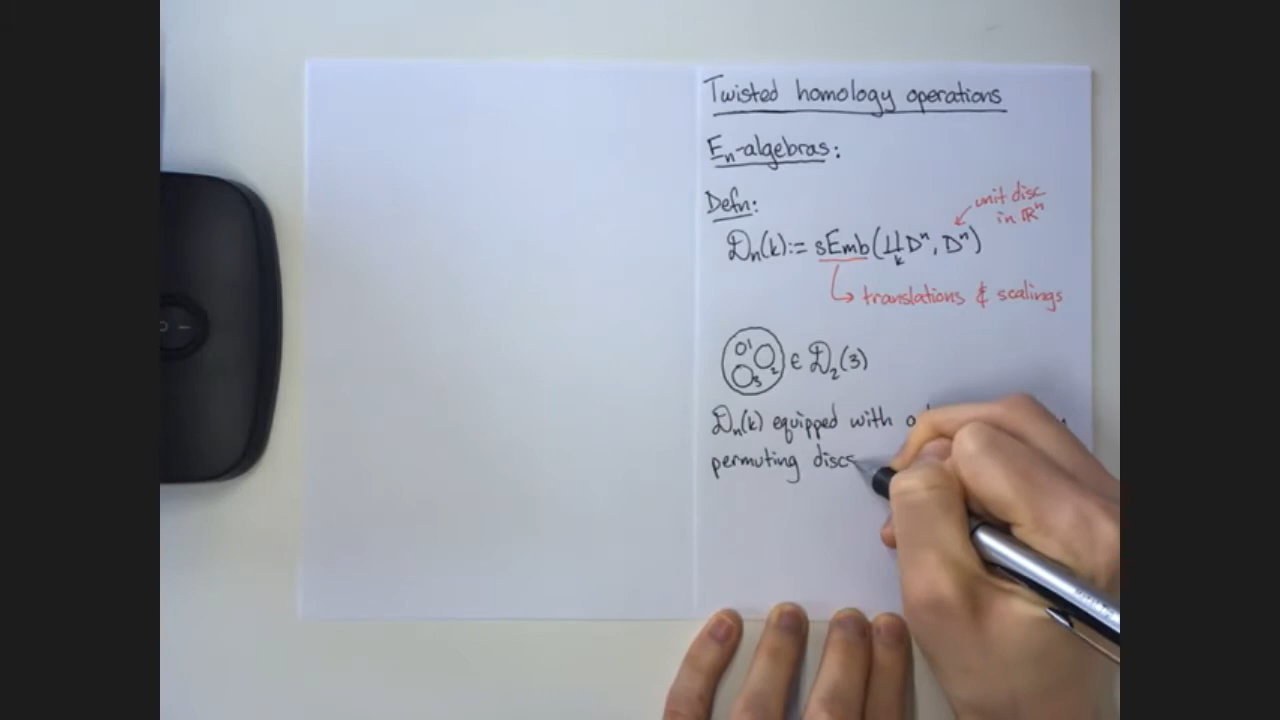 Twisted homology operations
Eₙ-algebras:
Defn:
unit disc
in ℝⁿ
𝒟ₙ(k) := sEmb(⨿ₖ Dⁿ, Dⁿ)
translations & scalings
1 2 3 ∈ 𝒟₂(3)
𝒟ₙ(k) equipped with
permuting discs